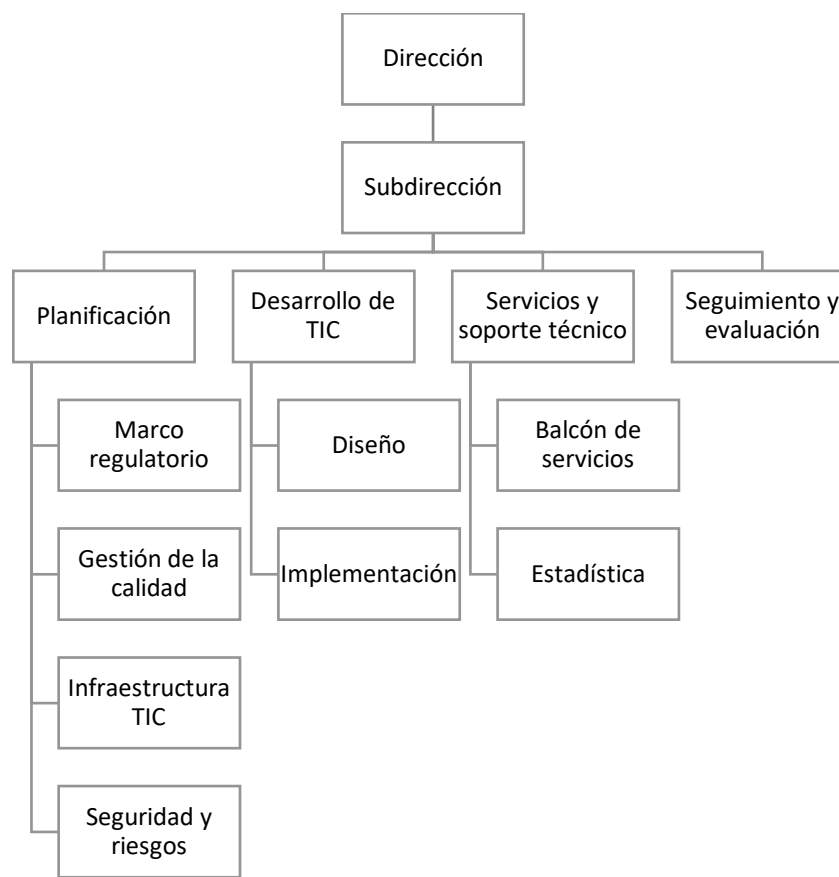 Dirección
Subdirección
Planificación
Desarrollo de
TIC
Servicios y
soporte técnico
Seguimiento y
evaluación
Marco
regulatorio
Diseño
Balcón de
servicios
Gestión de la
calidad
Implementación
Estadística
Infraestructura
TIC
Seguridad y
riesgos